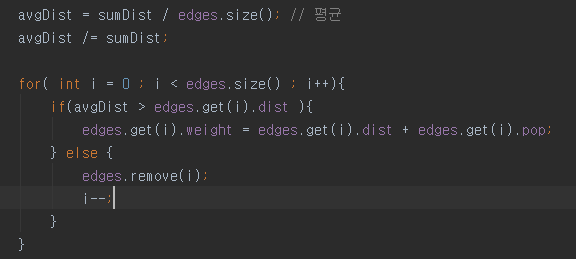 avgDist = sumDist / edges.size(); // 평균
avgDist /= sumDist;
for( int i = 0 ; i < edges.size() ; i++){
if(avgDist > edges.get(i).dist ){
edges.get(i).weight = edges.get(i).dist + edges.get(i).pop;
} else {
edges.remove(i);
i--;
}
}